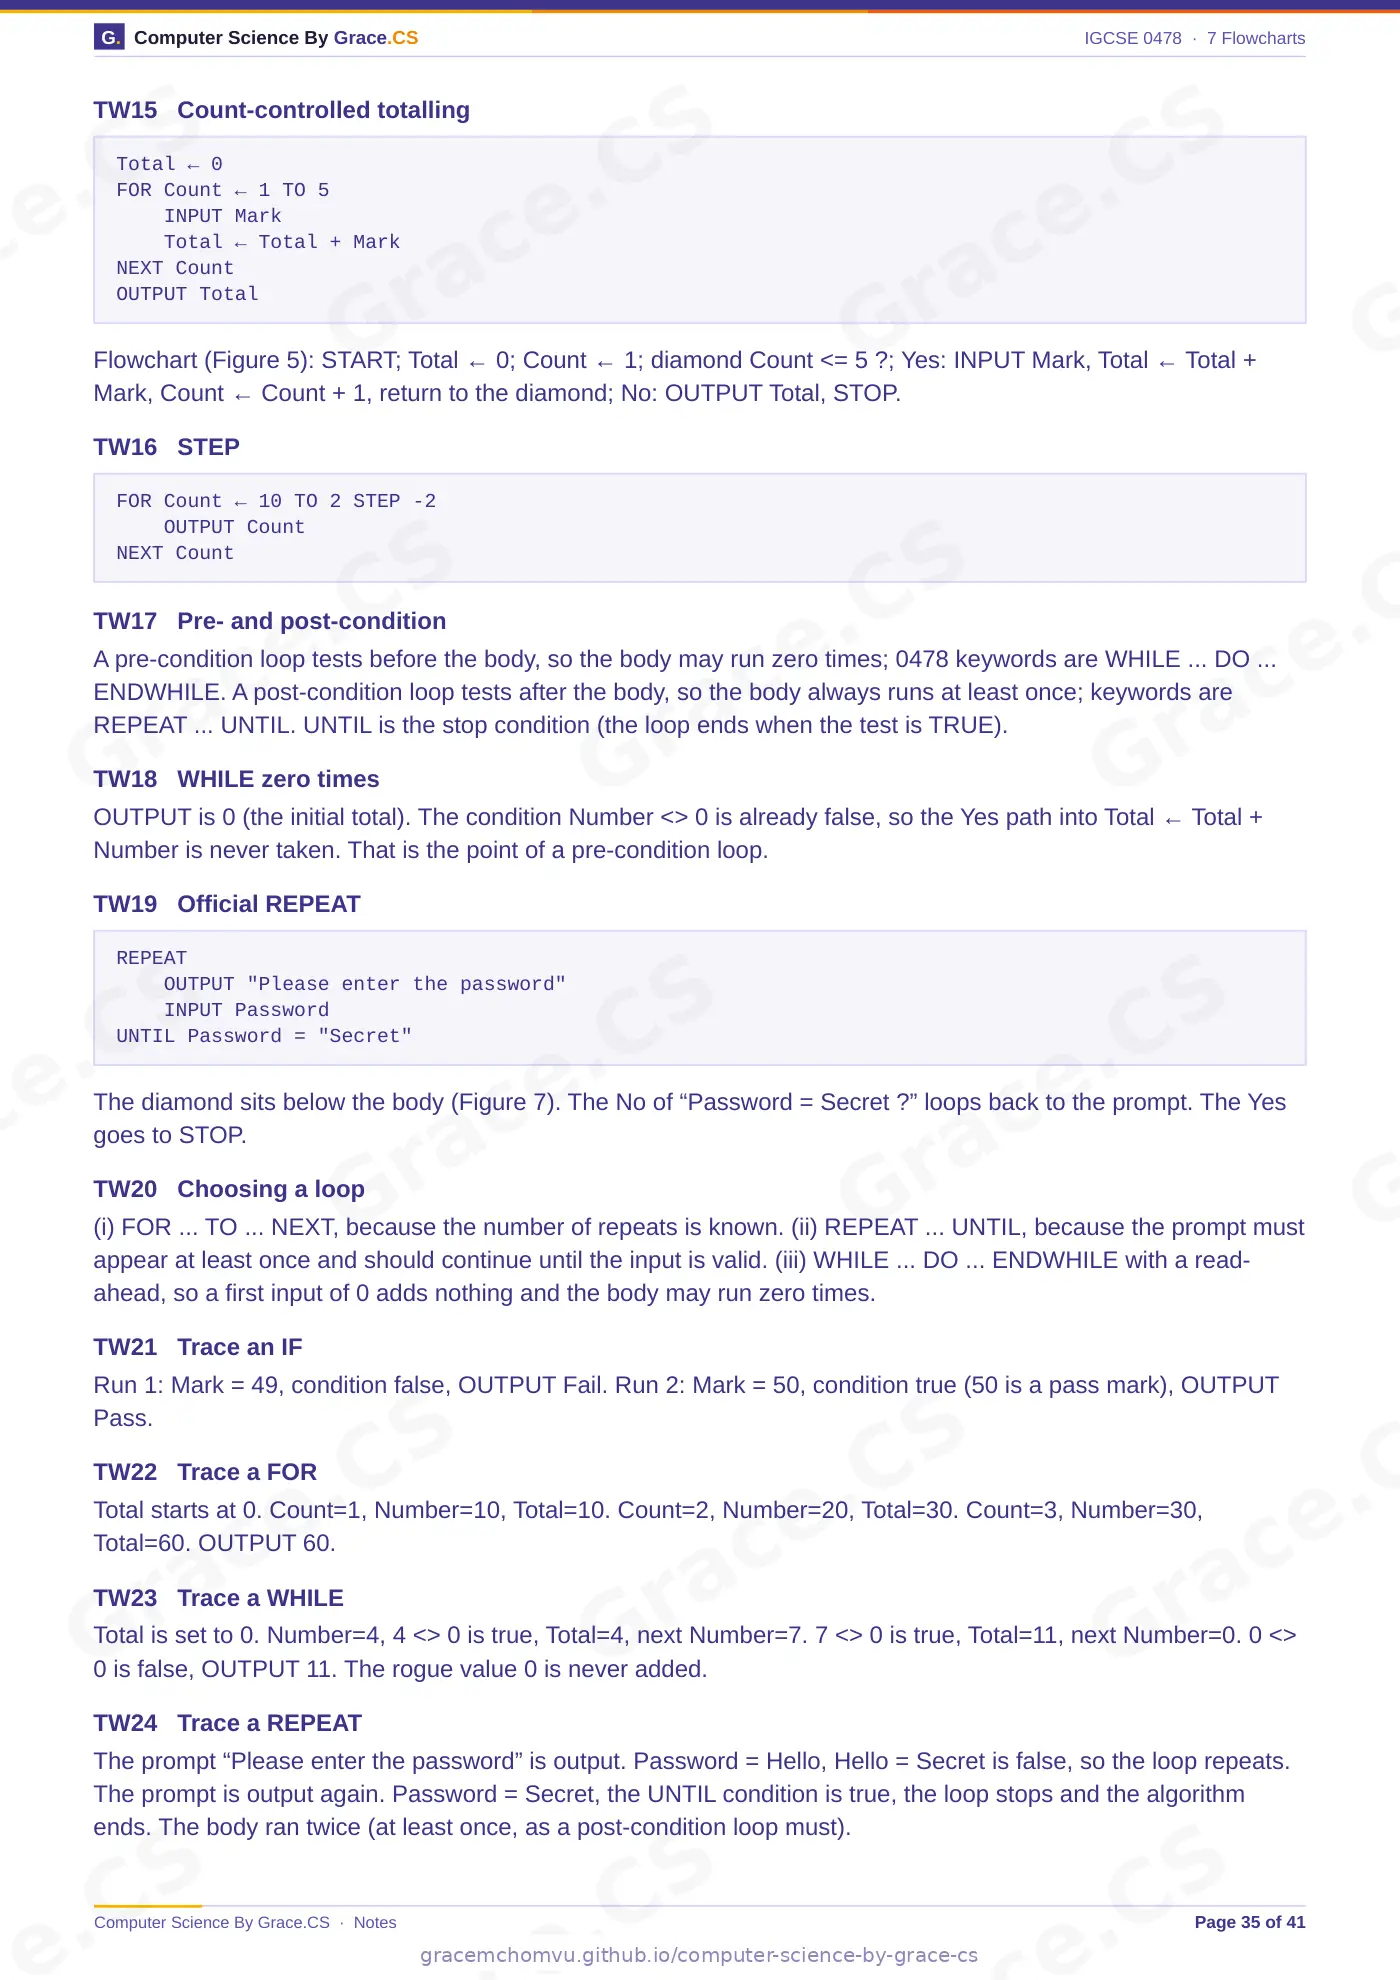 G. Computer Science By Grace.CS
IGCSE 0478 · 7 Flowcharts
TW15 Count-controlled totalling
Total ← 0
FOR Count ← 1 TO 5
    INPUT Mark
    Total ← Total + Mark
NEXT Count
OUTPUT Total
Flowchart (Figure 5): START; Total ← 0; Count ← 1; diamond Count <= 5 ?; Yes: INPUT Mark, Total ← Total +
Mark, Count ← Count + 1, return to the diamond; No: OUTPUT Total, STOP.
TW16 STEP
FOR Count ← 10 TO 2 STEP -2
    OUTPUT Count
NEXT Count
TW17 Pre- and post-condition
A pre-condition loop tests before the body, so the body may run zero times; 0478 keywords are WHILE ... DO ...
ENDWHILE. A post-condition loop tests after the body, so the body always runs at least once; keywords are
REPEAT ... UNTIL. UNTIL is the stop condition (the loop ends when the test is TRUE).
TW18 WHILE zero times
OUTPUT is 0 (the initial total). The condition Number <> 0 is already false, so the Yes path into Total ← Total +
Number is never taken. That is the point of a pre-condition loop.
TW19 Official REPEAT
REPEAT
    OUTPUT "Please enter the password"
    INPUT Password
UNTIL Password = "Secret"
The diamond sits below the body (Figure 7). The No of “Password = Secret ?” loops back to the prompt. The Yes
goes to STOP.
TW20 Choosing a loop
(i) FOR ... TO ... NEXT, because the number of repeats is known. (ii) REPEAT ... UNTIL, because the prompt must
appear at least once and should continue until the input is valid. (iii) WHILE ... DO ... ENDWHILE with a read-
ahead, so a first input of 0 adds nothing and the body may run zero times.
TW21 Trace an IF
Run 1: Mark = 49, condition false, OUTPUT Fail. Run 2: Mark = 50, condition true (50 is a pass mark), OUTPUT
Pass.
TW22 Trace a FOR
Total starts at 0. Count=1, Number=10, Total=10. Count=2, Number=20, Total=30. Count=3, Number=30,
Total=60. OUTPUT 60.
TW23 Trace a WHILE
Total is set to 0. Number=4, 4 <> 0 is true, Total=4, next Number=7. 7 <> 0 is true, Total=11, next Number=0. 0 <>
0 is false, OUTPUT 11. The rogue value 0 is never added.
TW24 Trace a REPEAT
The prompt “Please enter the password” is output. Password = Hello, Hello = Secret is false, so the loop repeats.
The prompt is output again. Password = Secret, the UNTIL condition is true, the loop stops and the algorithm
ends. The body ran twice (at least once, as a post-condition loop must).
Computer Science By Grace.CS · Notes
Page 35 of 41
gracemchomvu.github.io/computer-science-by-grace-cs